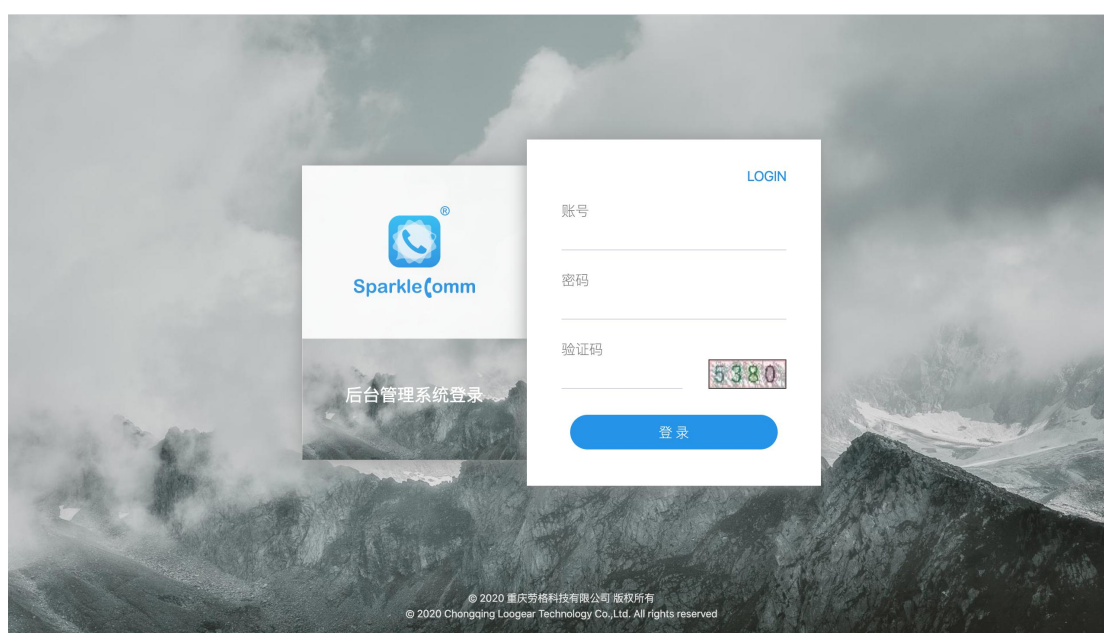 ®
SparkleComm
后台管理系统登录
LOGIN
账号
密码
验证码
5380
登录
© 2020 重庆劳格科技有限公司 版权所有
© 2020 Chongqing Loogear Technology Co.,Ltd. All rights reserved